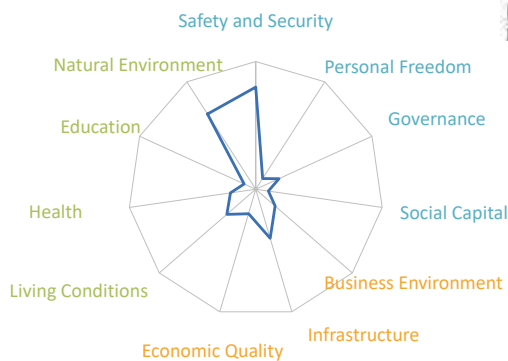 Safety and Security
Natural Environment
Personal Freedom
Education
Governance
Health
Social Capital
Living Conditions
Business Environment
Infrastructure
Economic Quality